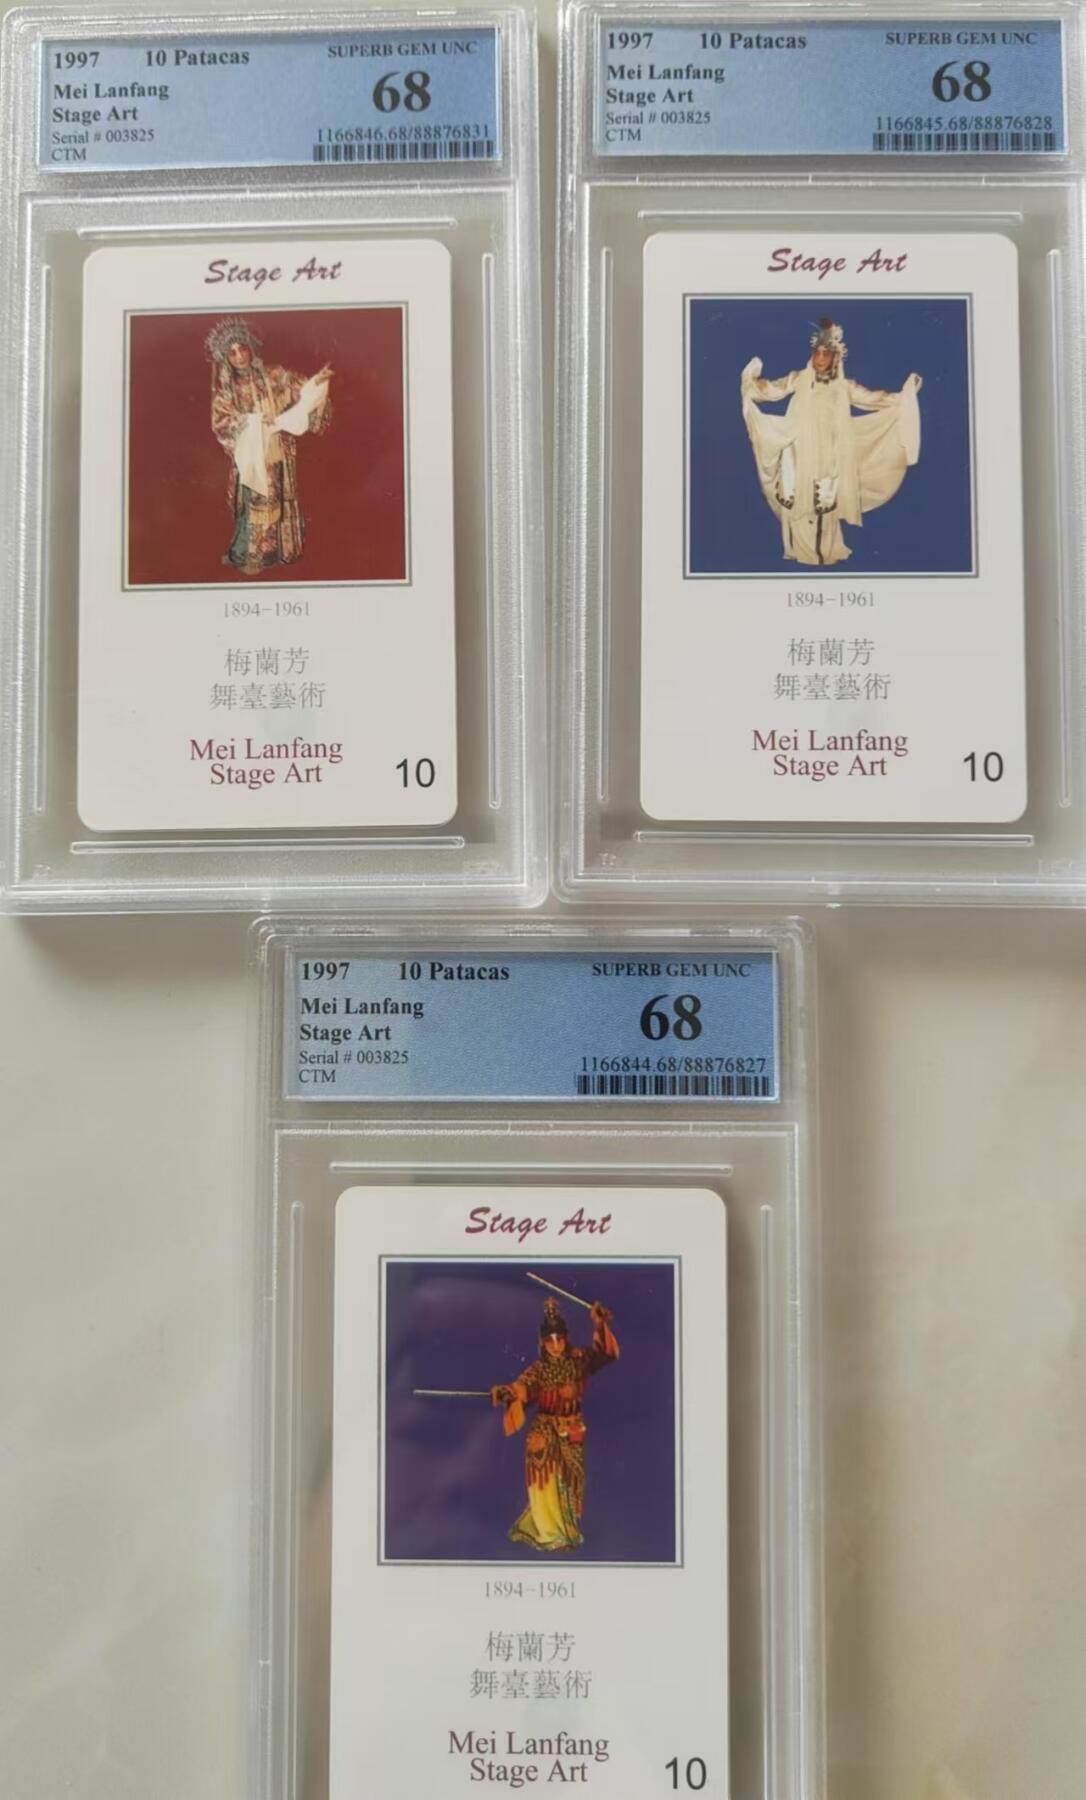 1997 10 Patacas SUPERB GEM UNC
Mei Lanfang 68
Stage Art
Serial # 003825 1166846.68/88876831
CTM
Stage Art
1894-1961
梅蘭芳
舞臺藝術
Mei Lanfang
Stage Art
10
1997 10 Patacas SUPERB GEM UNC
Mei Lanfang 68
Stage Art
Serial # 003825 1166845.68/88876828
CTM
Stage Art
1894-1961
梅蘭芳
舞臺藝術
Mei Lanfang
Stage Art
10
1997 10 Patacas SUPERB GEM UNC
Mei Lanfang 68
Stage Art
Serial # 003825 1166844.68/88876827
CTM
Stage Art
1894-1961
梅蘭芳
舞臺藝術
Mei Lanfang
Stage Art
10